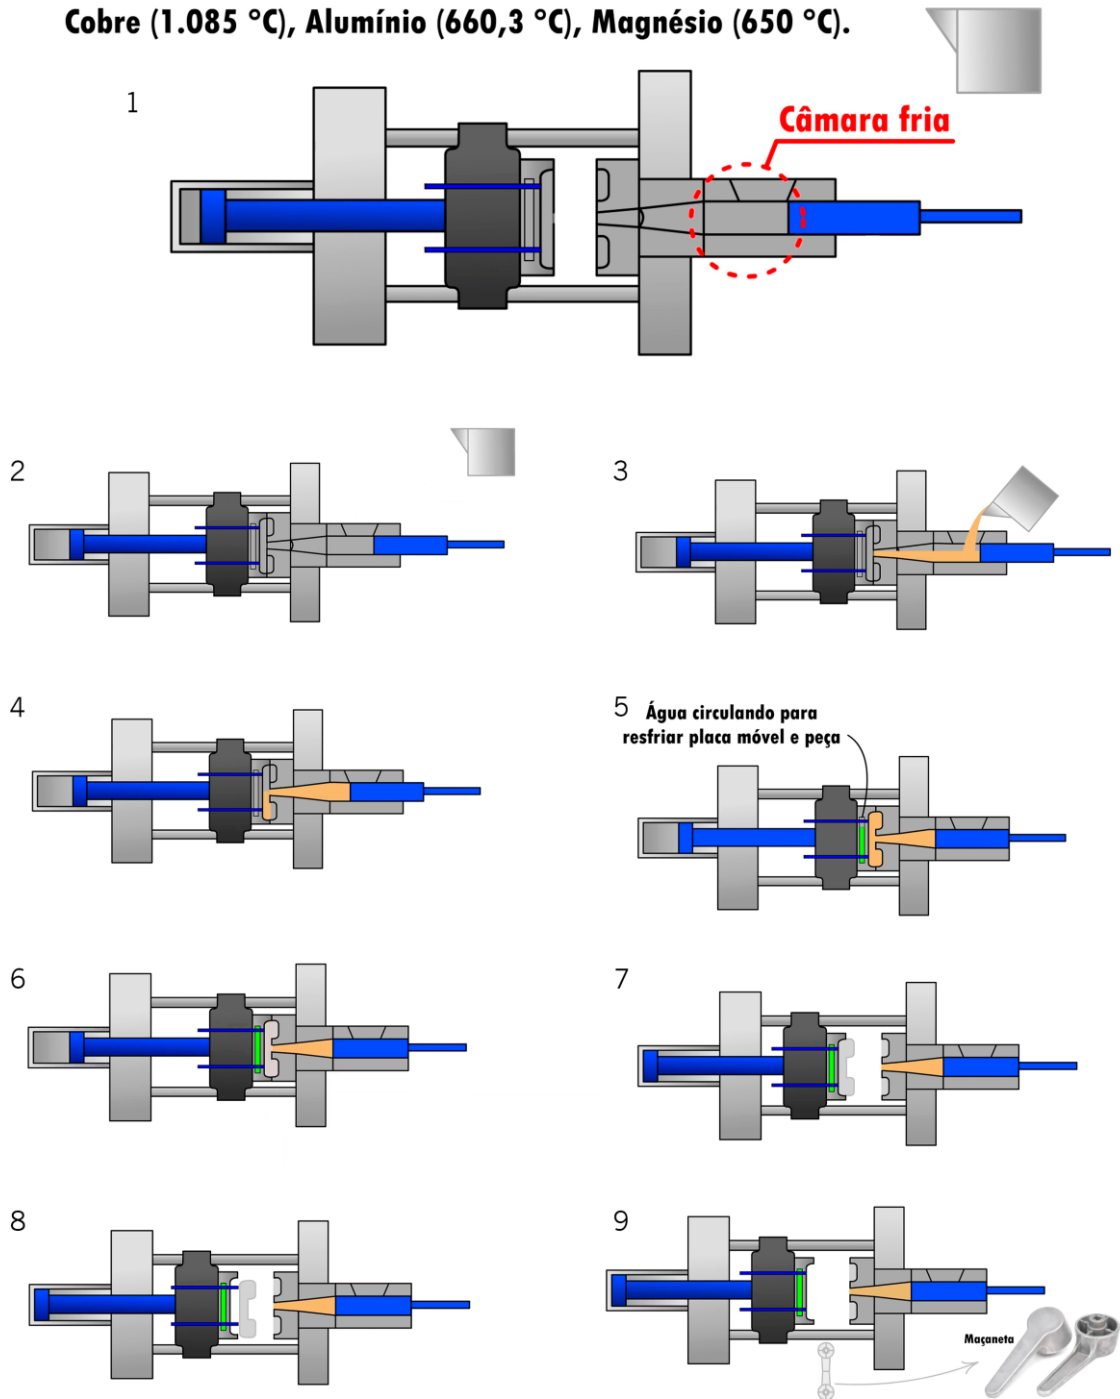 Cobre (1.085 °C), Alumínio (660,3 °C), Magnésio (650 °C).
1
Câmara fria
2
3
4
5
Água circulando para
resfriar placa móvel e peça
6
7
8
9
Maçaneta